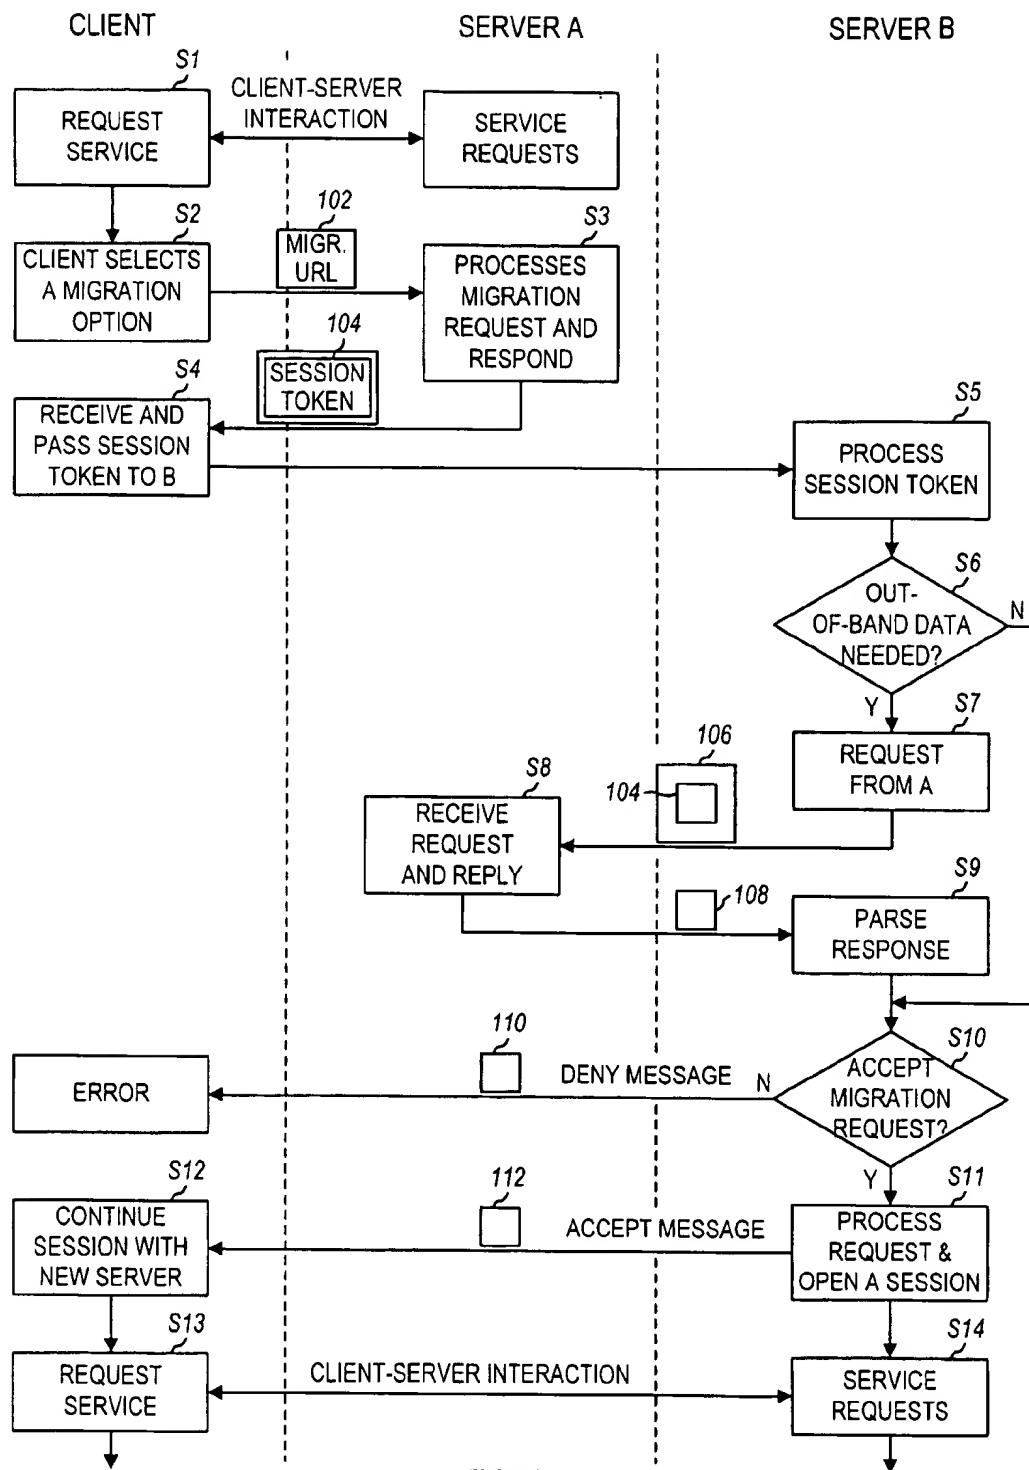 CLIENT
SERVER A
SERVER B
S1
REQUEST
SERVICE
CLIENT-SERVER
INTERACTION
SERVICE
REQUESTS
S2
CLIENT SELECTS
A MIGRATION
OPTION
102
MIGR.
URL
S3
PROCESSES
MIGRATION
REQUEST AND
RESPOND
104
SESSION
TOKEN
S4
RECEIVE AND
PASS SESSION
TOKEN TO B
S5
PROCESS
SESSION TOKEN
S6
OUT-
OF-BAND DATA
NEEDED?
N
Y
S7
REQUEST
FROM A
106
104
S8
RECEIVE
REQUEST
AND REPLY
108
S9
PARSE
RESPONSE
S10
ACCEPT
MIGRATION
REQUEST?
N
110
DENY MESSAGE
ERROR
Y
S11
PROCESS
REQUEST &
OPEN A SESSION
112
ACCEPT MESSAGE
S12
CONTINUE
SESSION WITH
NEW SERVER
S13
REQUEST
SERVICE
CLIENT-SERVER INTERACTION
S14
SERVICE
REQUESTS